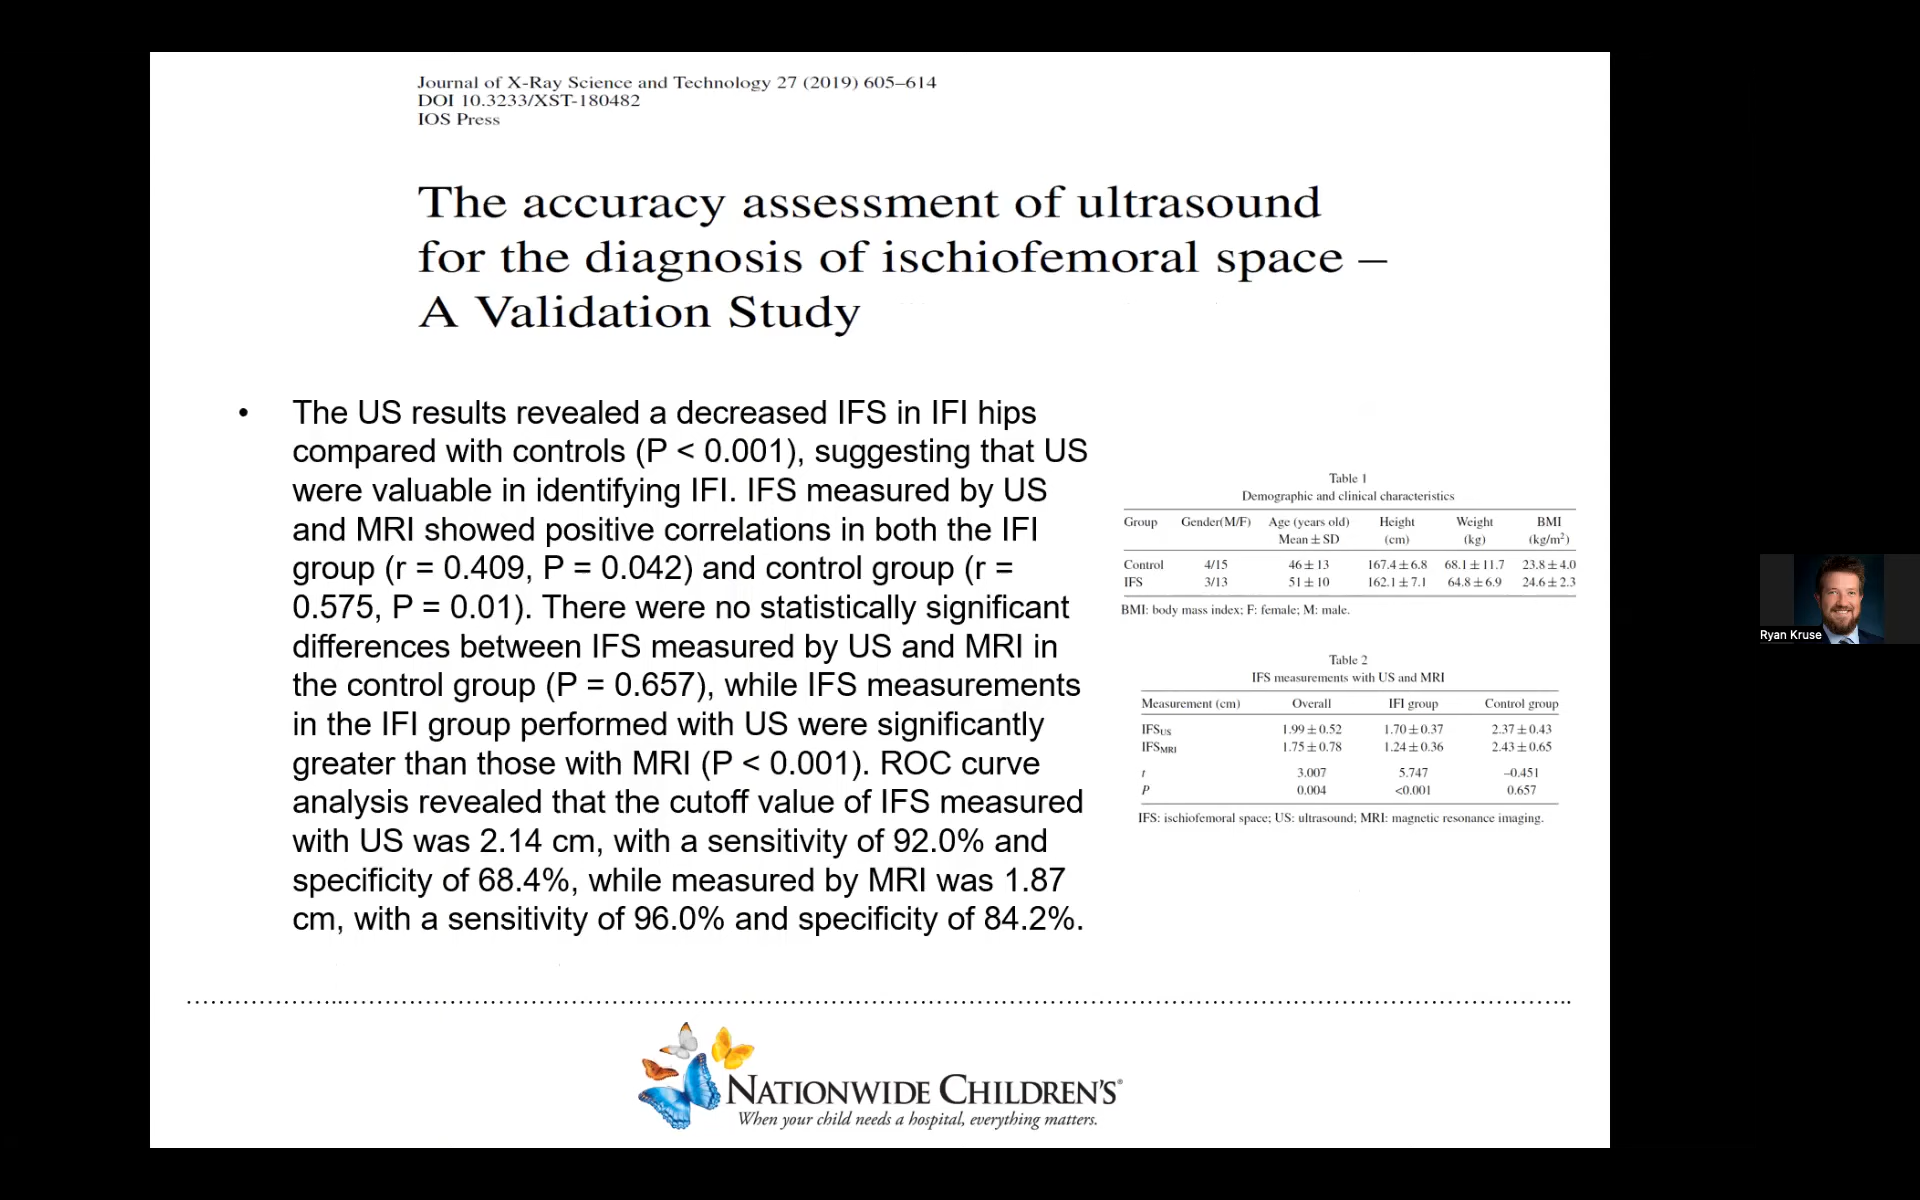 Journal of X-Ray Science and Technology 27 (2019) 605–614
DOI 10.3233/XST-180482
IOS Press
The accuracy assessment of ultrasound
for the diagnosis of ischiofemoral space –
A Validation Study
• The US results revealed a decreased IFS in IFI hips
compared with controls (P < 0.001), suggesting that US
were valuable in identifying IFI. IFS measured by US
and MRI showed positive correlations in both the IFI
group (r = 0.409, P = 0.042) and control group (r =
0.575, P = 0.01). There were no statistically significant
differences between IFS measured by US and MRI in
the control group (P = 0.657), while IFS measurements
in the IFI group performed with US were significantly
greater than those with MRI (P < 0.001). ROC curve
analysis revealed that the cutoff value of IFS measured
with US was 2.14 cm, with a sensitivity of 92.0% and
specificity of 68.4%, while measured by MRI was 1.87
cm, with a sensitivity of 96.0% and specificity of 84.2%.
Table 1
Demographic and clinical characteristics
Group Gender(M/F) Age (years old) Height Weight BMI
Mean ± SD (cm) (kg) (kg/m²)
Control 4/15 46 ± 13 167.4 ± 6.8 68.1 ± 11.7 23.8 ± 4.0
IFS 3/13 51 ± 10 162.1 ± 7.1 64.8 ± 6.9 24.6 ± 2.3
BMI: body mass index; F: female; M: male.
Table 2
IFS measurements with US and MRI
Measurement (cm) Overall IFI group Control group
IFS_US 1.99 ± 0.52 1.70 ± 0.37 2.37 ± 0.43
IFS_MRI 1.75 ± 0.78 1.24 ± 0.36 2.43 ± 0.65
t 3.007 5.747 –0.451
P 0.004 <0.001 0.657
IFS: ischiofemoral space; US: ultrasound; MRI: magnetic resonance imaging.
NATIONWIDE CHILDREN'S®
When your child needs a hospital, everything matters.
Ryan Kruse